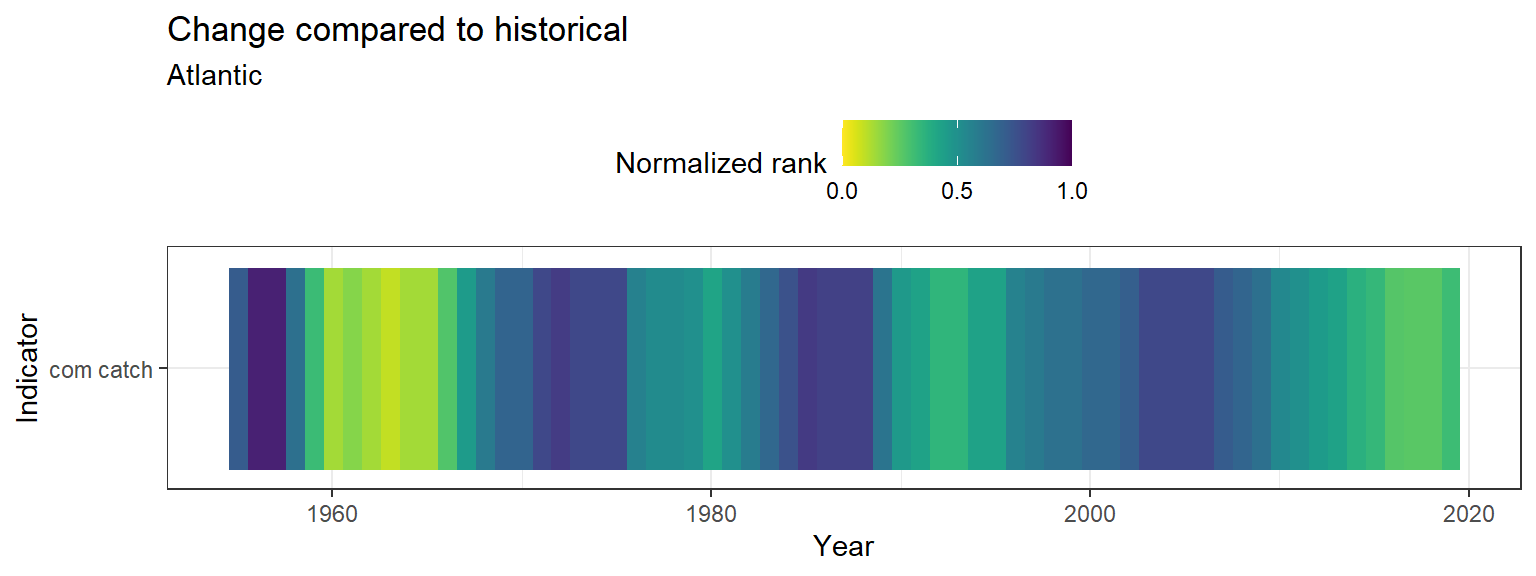 Change compared to historical
Atlantic
Normalized rank
0.0 0.5 1.0
Indicator
com catch
1960 1980 2000 2020
Year